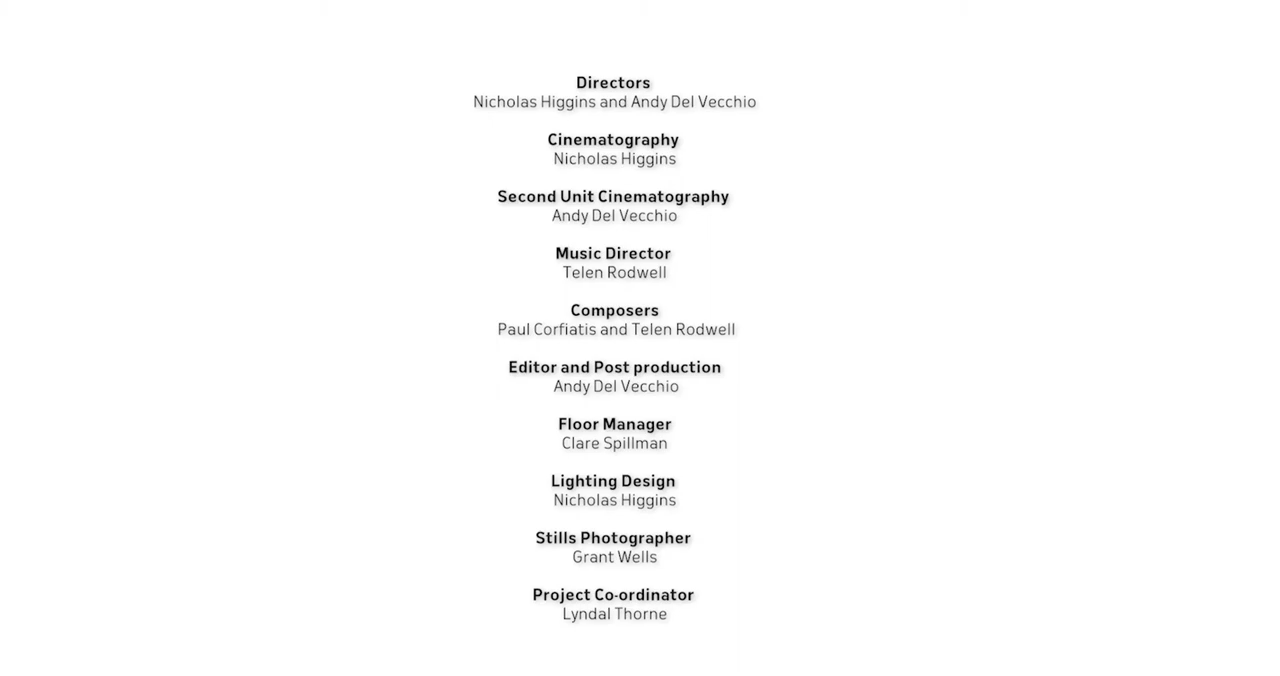 Directors
Nicholas Higgins and Andy Del Vecchio
Cinematography
Nicholas Higgins
Second Unit Cinematography
Andy Del Vecchio
Music Director
Telen Rodwell
Composers
Paul Corfiatis and Telen Rodwell
Editor and Post production
Andy Del Vecchio
Floor Manager
Clare Spillman
Lighting Design
Nicholas Higgins
Stills Photographer
Grant Wells
Project Co-ordinator
Lyndal Thorne